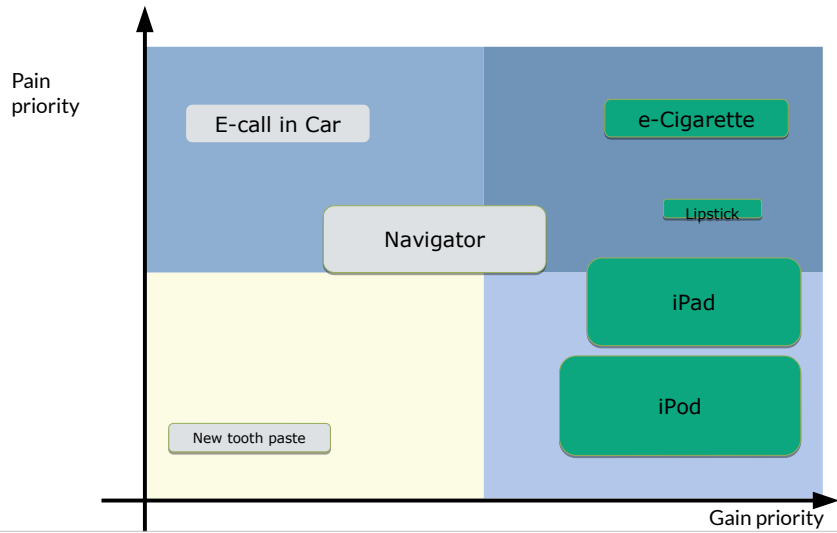 Pain
priority
E-call in Car
e-Cigarette
Lipstick
Navigator
iPad
iPod
New tooth paste
Gain priority